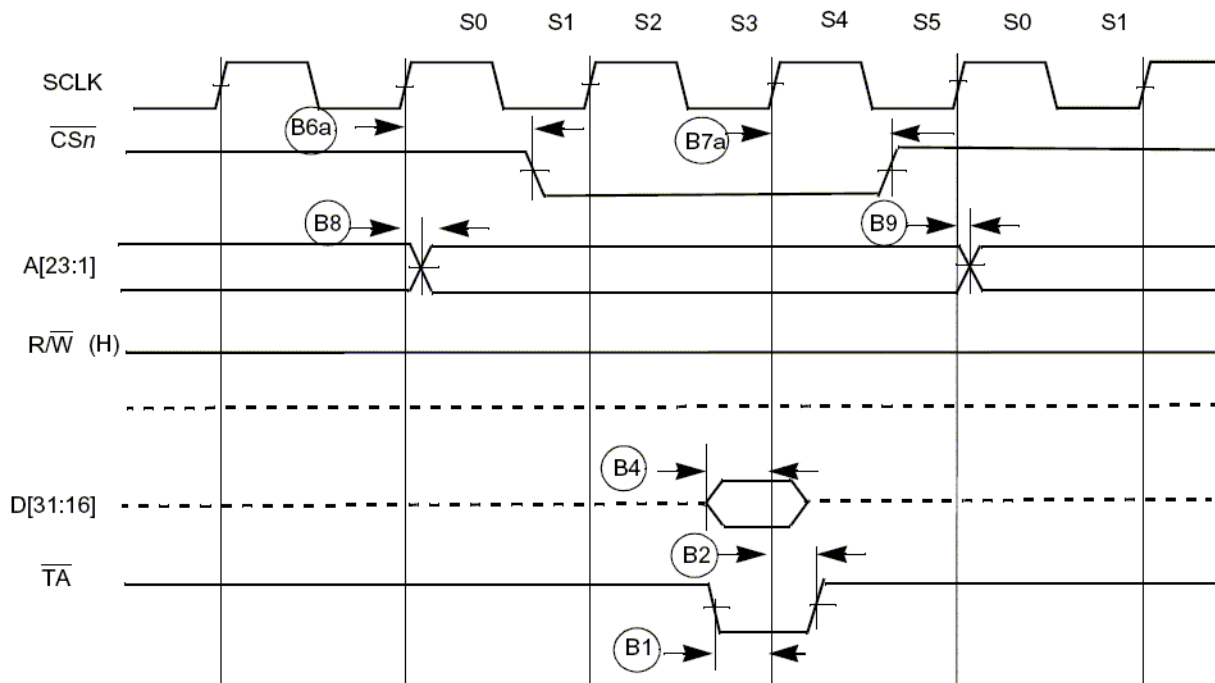 S0 S1 S2 S3 S4 S5 S0 S1
SCLK
B6a B7a
CSn
B8 B9
A[23:1]
R/W (H)
B4
D[31:16]
B2
TA
B1